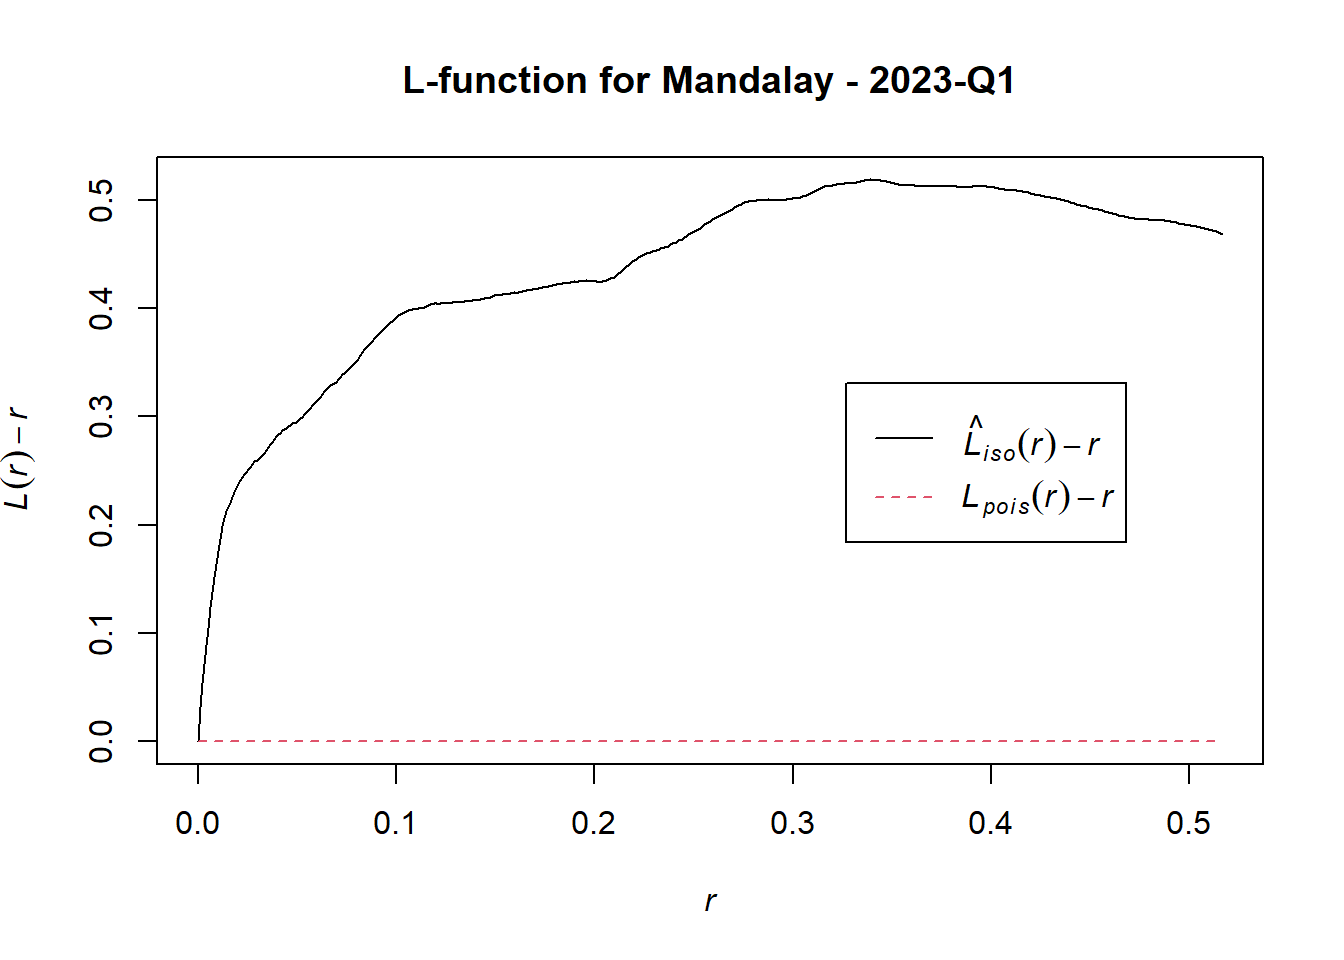 L-function for Mandalay - 2023-Q1
L(r) − r
0.5
0.4
0.3
0.2
0.1
0.0
L̂iso(r) − r
Lpois(r) − r
0.0 0.1 0.2 0.3 0.4 0.5
r